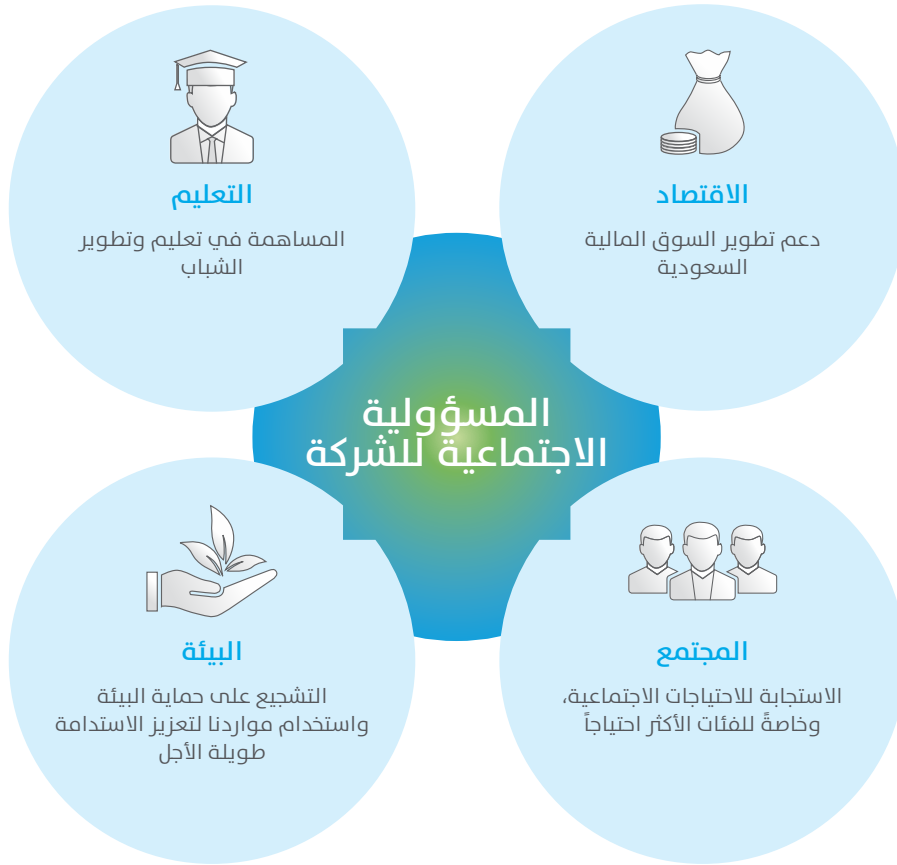 الاقتصاد
دعم تطوير السوق المالية
السعودية
التعليم
المساهمة في تعليم وتطوير
الشباب
المسؤولية
الاجتماعية للشركة
المجتمع
الاستجابة للاحتياجات الاجتماعية،
وخاصةً للفئات الأكثر احتياجاً
البيئة
التشجيع على حماية البيئة
واستخدام مواردنا لتعزيز الاستدامة
طويلة الأجل